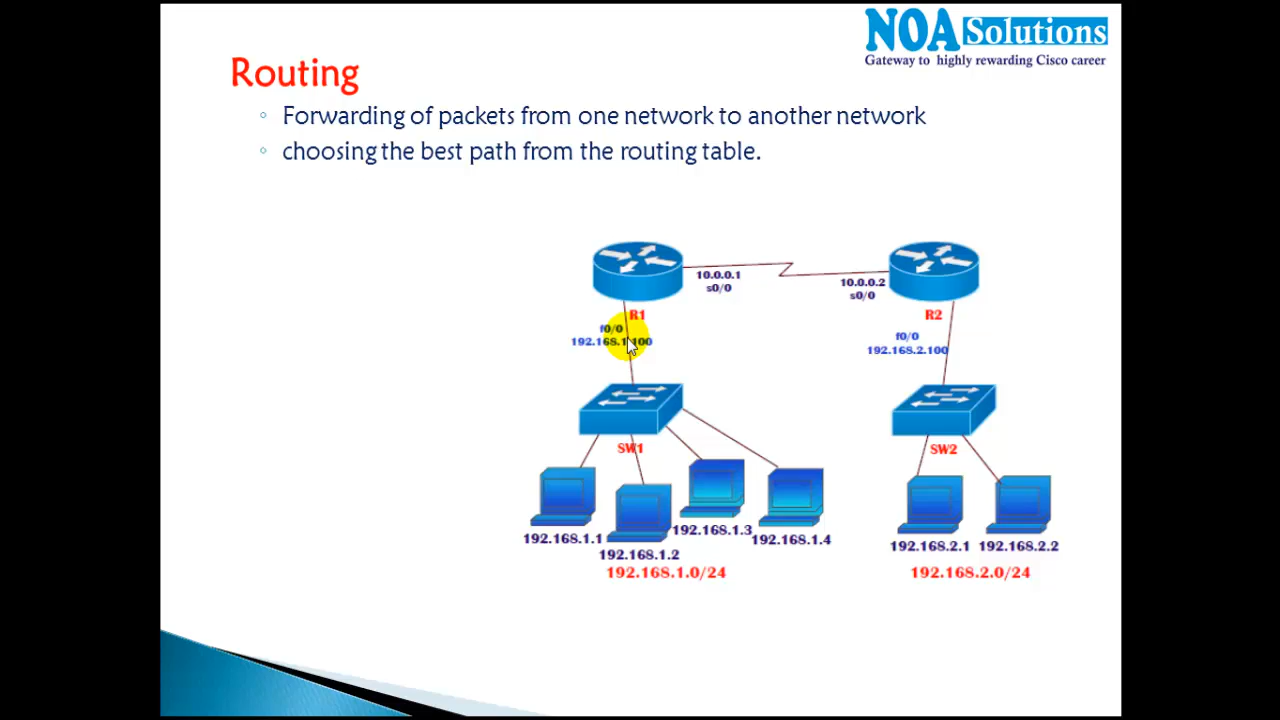 NOA Solutions
Gateway to highly rewarding Cisco career
Routing
Forwarding of packets from one network to another network
choosing the best path from the routing table.
10.0.0.1
s0/0
10.0.0.2
s0/0
R1
R2
f0/0
192.168.1.100
f0/0
192.168.2.100
SW1
SW2
192.168.1.1
192.168.1.2
192.168.1.3
192.168.1.4
192.168.2.1
192.168.2.2
192.168.1.0/24
192.168.2.0/24